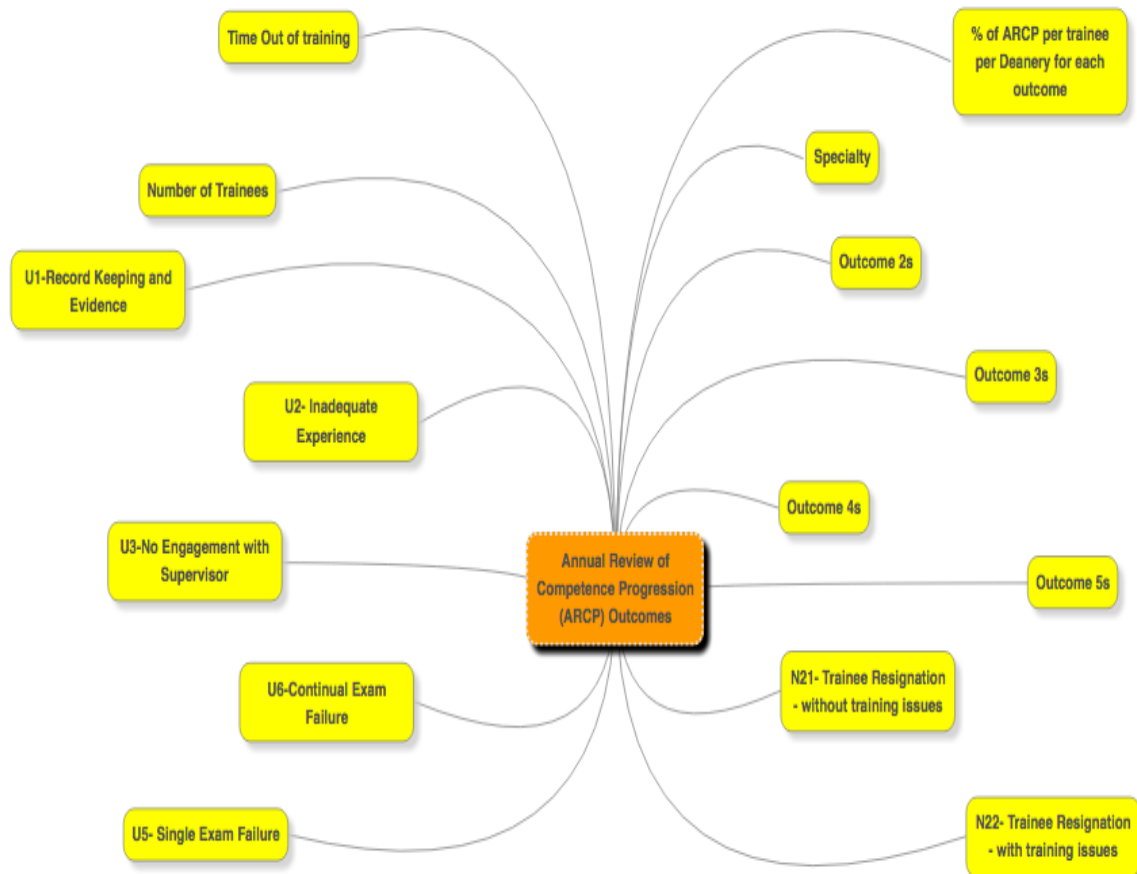 Time Out of training
% of ARCP per trainee
per Deanery for each
outcome
Specialty
Number of Trainees
Outcome 2s
U1-Record Keeping and
Evidence
Outcome 3s
U2- Inadequate
Experience
Outcome 4s
U3-No Engagement with
Supervisor
Annual Review of
Competence Progression
(ARCP) Outcomes
Outcome 5s
U6-Continual Exam
Failure
N21- Trainee Resignation
- without training issues
U5- Single Exam Failure
N22- Trainee Resignation
- with training issues